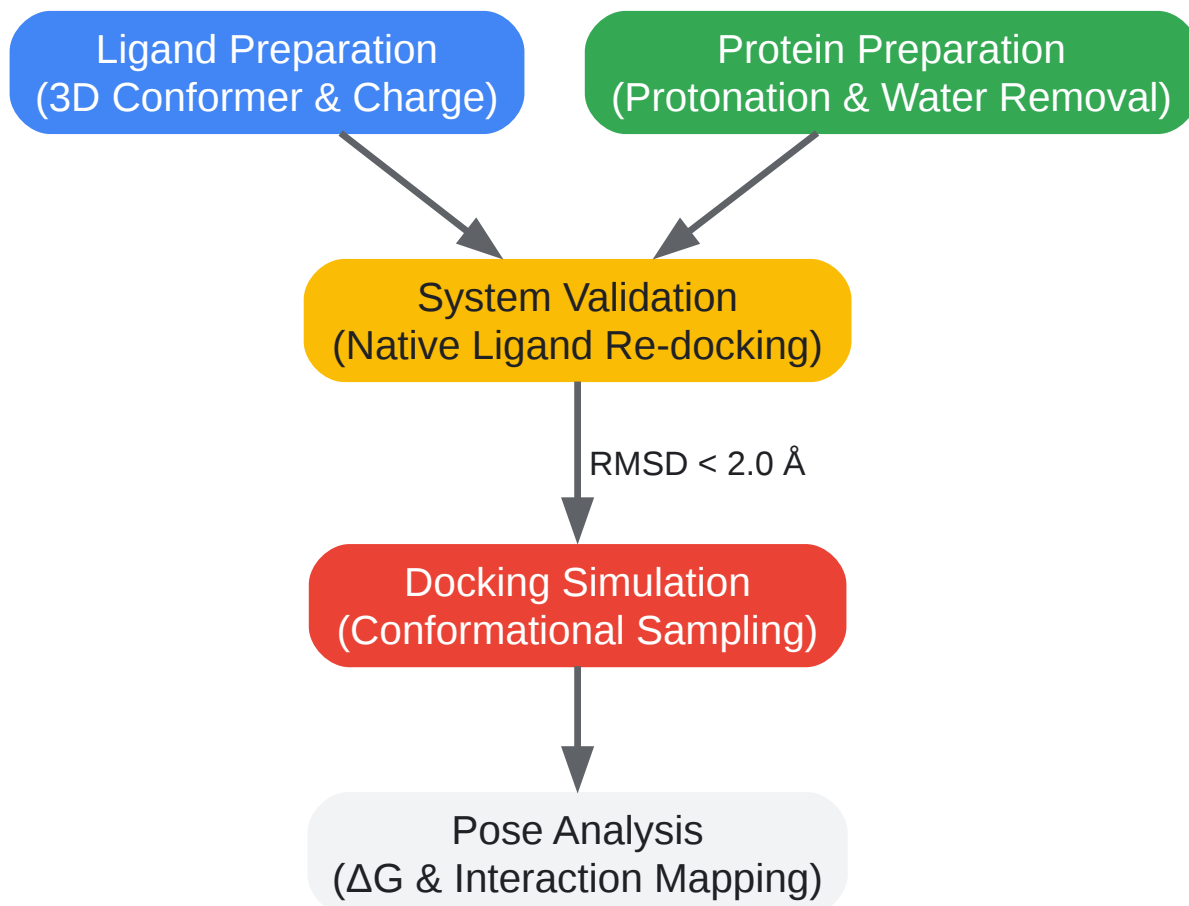 Ligand Preparation
(3D Conformer & Charge)
Protein Preparation
(Protonation & Water Removal)
System Validation
(Native Ligand Re-docking)
RMSD < 2.0 Å
Docking Simulation
(Conformational Sampling)
Pose Analysis
(ΔG & Interaction Mapping)